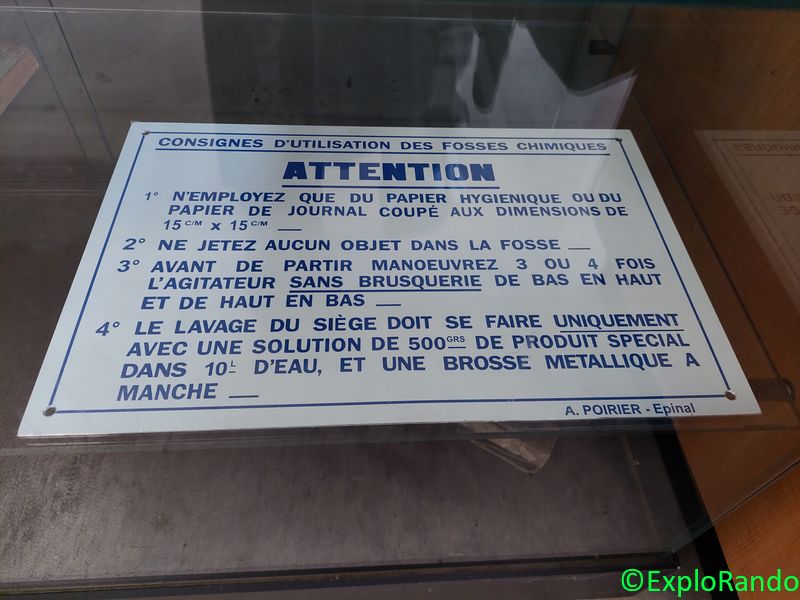 CONSIGNES D'UTILISATION DES FOSSES CHIMIQUES
ATTENTION
1° N'EMPLOYEZ QUE DU PAPIER HYGIENIQUE OU DU
PAPIER DE JOURNAL COUPÉ AUX DIMENSIONS DE
15 C/M x 15 C/M __
2° NE JETEZ AUCUN OBJET DANS LA FOSSE __
3° AVANT DE PARTIR MANOEUVREZ 3 OU 4 FOIS
L'AGITATEUR SANS BRUSQUERIE DE BAS EN HAUT
ET DE HAUT EN BAS __
4° LE LAVAGE DU SIÈGE DOIT SE FAIRE UNIQUEMENT
AVEC UNE SOLUTION DE 500 GRS DE PRODUIT SPECIAL
DANS 10 L D'EAU, ET UNE BROSSE METALLIQUE A
MANCHE __
A. POIRIER - Epinal
©ExploRando